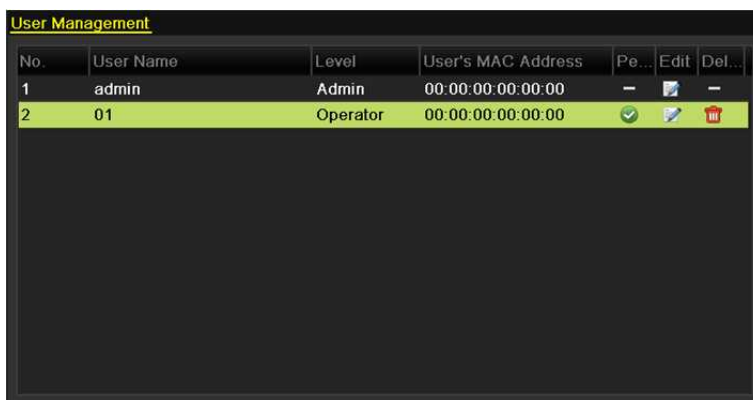 User Management
No. User Name Level User's MAC Address Pe... Edit Del...
1 admin Admin 00:00:00:00:00:00 – –
2 01 Operator 00:00:00:00:00:00